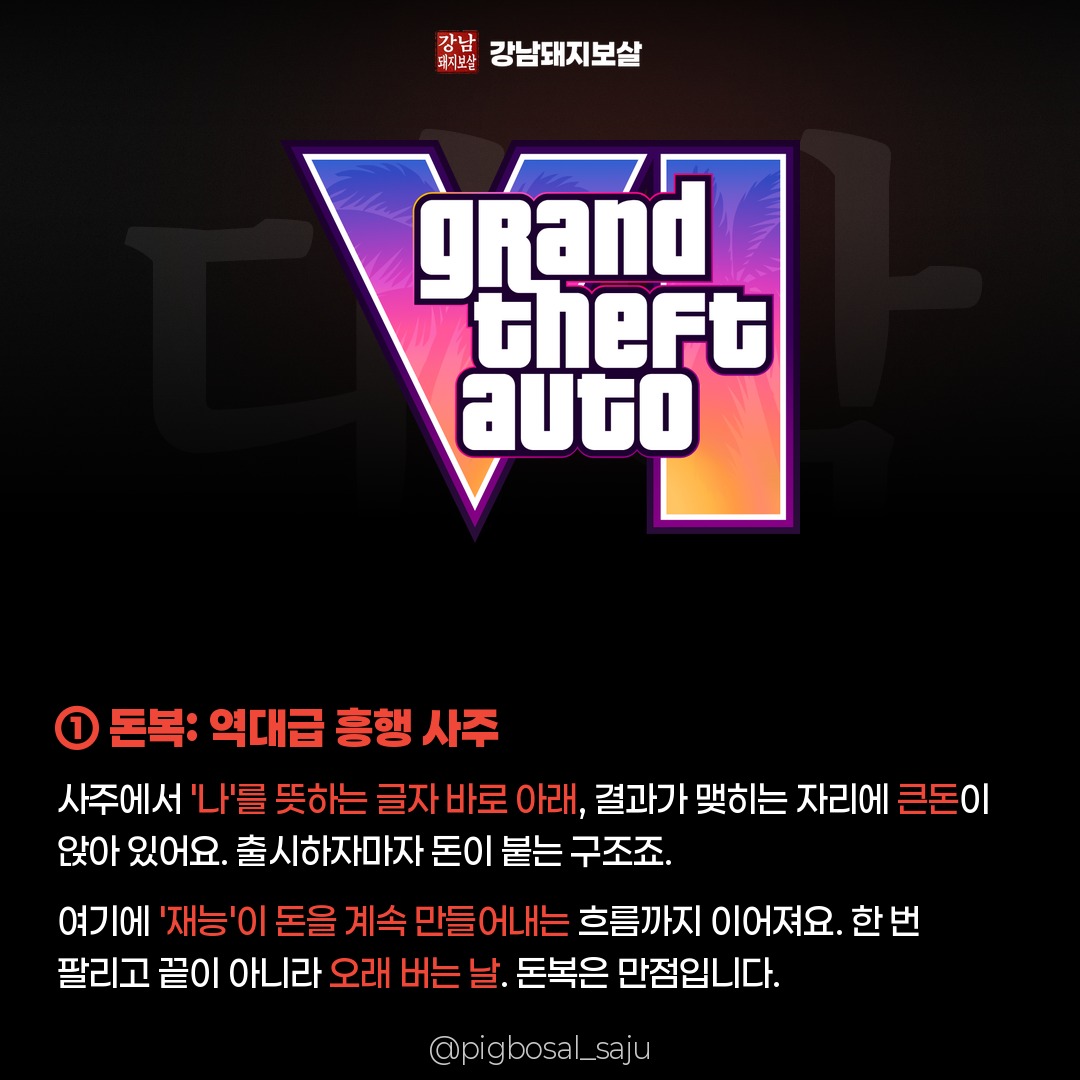 강남
돼지보살
강남돼지보살
grand
theft
auto
VI
① 돈복: 역대급 흥행 사주
사주에서 '나'를 뜻하는 글자 바로 아래, 결과가 맺히는 자리에 큰돈이
앉아 있어요. 출시하자마자 돈이 붙는 구조죠.
여기에 '재능'이 돈을 계속 만들어내는 흐름까지 이어져요. 한 번
팔리고 끝이 아니라 오래 버는 날. 돈복은 만점입니다.
@pigbosal_saju